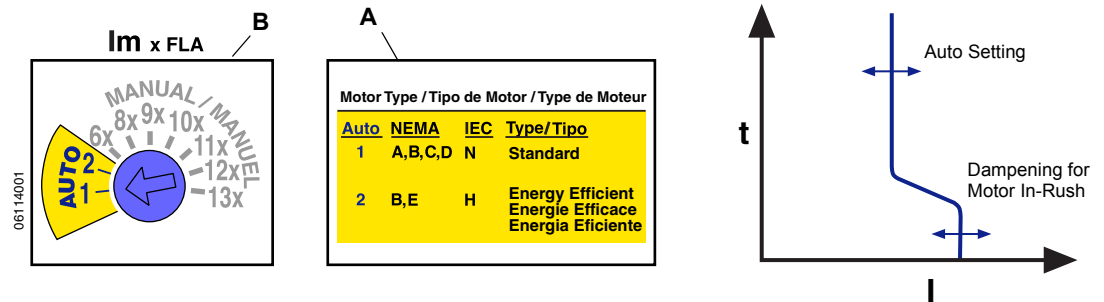 B
Im x FLA
MANUAL / MANUEL
6x 8x 9x 10x 11x 12x 13x
AUTO
2
1
06114001
A
Motor Type / Tipo de Motor / Type de Moteur
Auto NEMA IEC Type/Tipo
1 A,B,C,D N Standard
2 B,E H Energy Efficient
Energie Efficace
Energia Eficiente
t
Auto Setting
Dampening for
Motor In-Rush
I